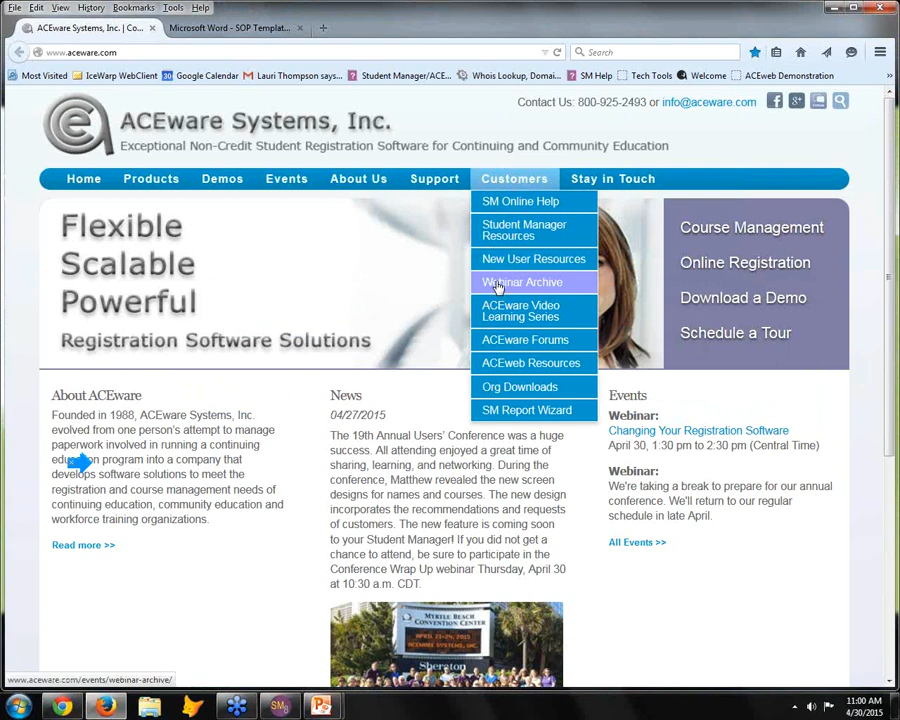 File Edit View History Bookmarks Tools Help
ACEware Systems, Inc. | Co... × Microsoft Word - SOP Templat... × +
www.aceware.com Search
Most Visited IceWarp WebClient 30 Google Calendar Lauri Thompson says... Student Manager/ACE... Whois Lookup, Domai... SM Help Tech Tools Welcome ACEweb Demonstration »
Contact Us: 800-925-2493 or info@aceware.com
ACEware Systems, Inc.
Exceptional Non-Credit Student Registration Software for Continuing and Community Education
Home Products Demos Events About Us Support Customers Stay in Touch
SM Online Help
Student Manager
Resources
New User Resources
Webinar Archive
ACEware Video
Learning Series
ACEware Forums
ACEweb Resources
Org Downloads
SM Report Wizard
Flexible
Scalable
Powerful
Registration Software Solutions
Course Management
Online Registration
Download a Demo
Schedule a Tour
About ACEware
Founded in 1988, ACEware Systems, Inc.
evolved from one person's attempt to manage
paperwork involved in running a continuing
education program into a company that
develops software solutions to meet the
registration and course management needs of
continuing education, community education and
workforce training organizations.
Read more >>
News
04/27/2015
The 19th Annual Users' Conference was a huge
success. All attending enjoyed a great time of
sharing, learning, and networking. During the
conference, Matthew revealed the new screen
designs for names and courses. The new design
incorporates the recommendations and requests
of customers. The new feature is coming soon
to your Student Manager! If you did not get a
chance to attend, be sure to participate in the
Conference Wrap Up webinar Thursday, April 30
at 10:30 a.m. CDT.
MYRTLE BEACH
CONVENTION CENTER
APRIL 21-24, 2015
ACEWARE SYSTEMS, INC.
Sheraton
Events
Webinar:
Changing Your Registration Software
April 30, 1:30 pm to 2:30 pm (Central Time)
Webinar:
We're taking a break to prepare for our annual
conference. We'll return to our regular
schedule in late April.
All Events >>
www.aceware.com/events/webinar-archive/
11:00 AM
4/30/2015